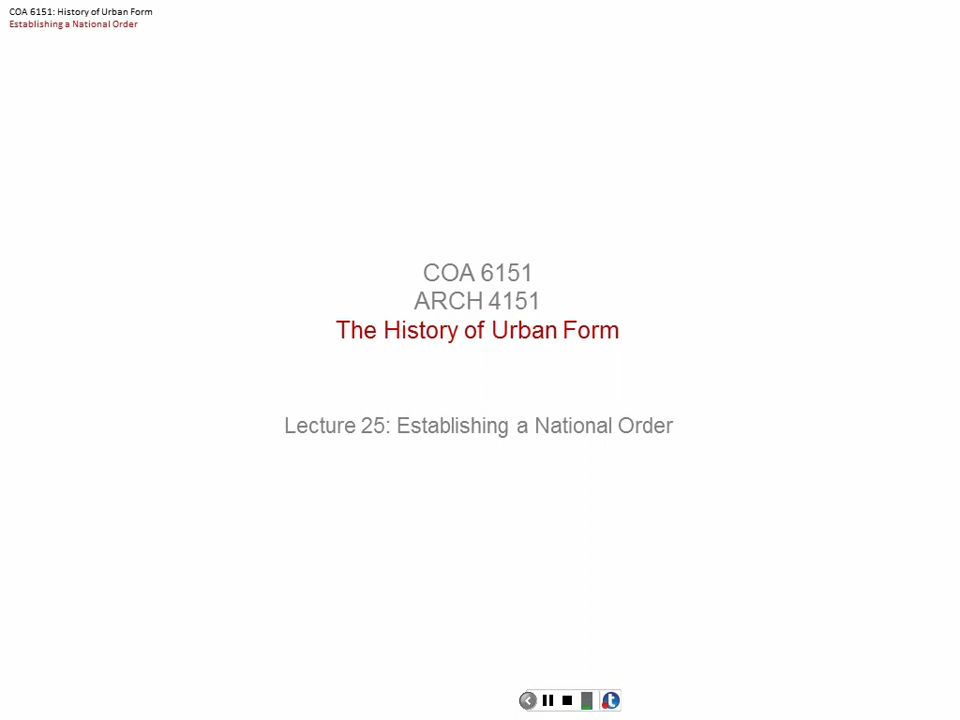 COA 6151: History of Urban Form
Establishing a National Order
COA 6151
ARCH 4151
The History of Urban Form
Lecture 25: Establishing a National Order
t